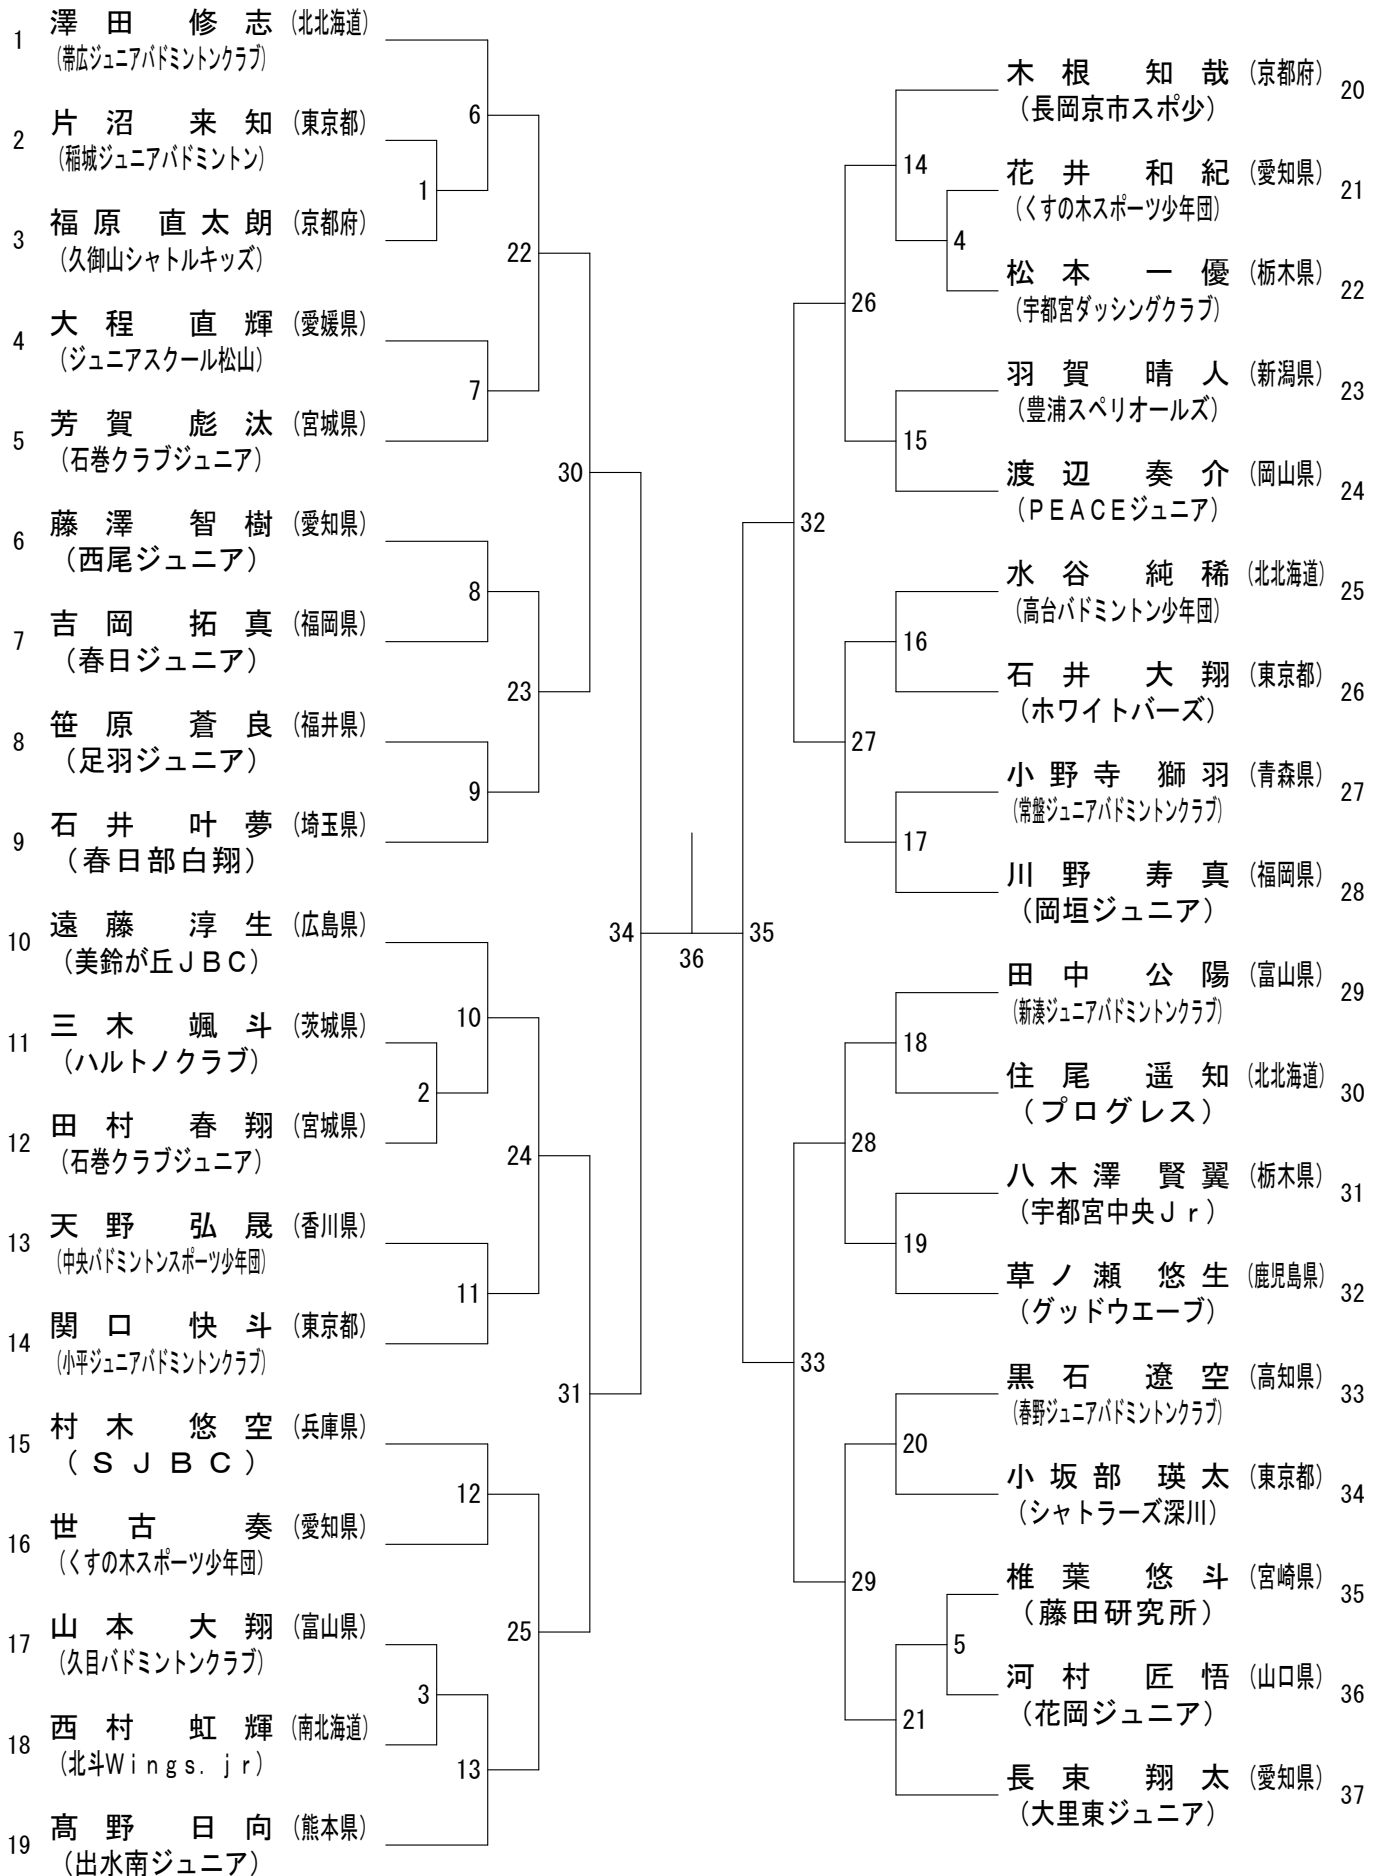 1 澤田 修志 (北北海道)
(帯広ジュニアバドミントンクラブ)
2 片沼 来知 (東京都)
(稲城ジュニアバドミントン)
3 福原 直太朗 (京都府)
(久御山シャトルキッズ)
4 大程 直輝 (愛媛県)
(ジュニアスクール松山)
5 芳賀 彪汰 (宮城県)
(石巻クラブジュニア)
6 藤澤 智樹 (愛知県)
(西尾ジュニア)
7 吉岡 拓真 (福岡県)
(春日ジュニア)
8 笹原 蒼良 (福井県)
(足羽ジュニア)
9 石井 叶夢 (埼玉県)
(春日部白翔)
10 遠藤 淳生 (広島県)
(美鈴が丘JBC)
11 三木 颯斗 (茨城県)
(ハルトノクラブ)
12 田村 春翔 (宮城県)
(石巻クラブジュニア)
13 天野 弘晟 (香川県)
(中央バドミントンスポーツ少年団)
14 関口 快斗 (東京都)
(小平ジュニアバドミントンクラブ)
15 村木 悠空 (兵庫県)
(SJBC)
16 世古 奏 (愛知県)
(くすの木スポーツ少年団)
17 山本 大翔 (富山県)
(久目バドミントンクラブ)
18 西村 虹輝 (南北海道)
(北斗Wings.jr)
19 髙野 日向 (熊本県)
(出水南ジュニア)
1
2
3
6
7
8
9
10
11
12
13
22
23
24
25
30
31
34
36
35
32
33
26
27
28
29
14
15
16
17
18
19
20
21
4
5
木根 知哉 (京都府) 20
(長岡京市スポ少)
花井 和紀 (愛知県) 21
(くすの木スポーツ少年団)
松本 一優 (栃木県) 22
(宇都宮ダッシングクラブ)
羽賀 晴人 (新潟県) 23
(豊浦スペリオールズ)
渡辺 奏介 (岡山県) 24
(PEACEジュニア)
水谷 純稀 (北北海道) 25
(高台バドミントン少年団)
石井 大翔 (東京都) 26
(ホワイトバーズ)
小野寺 獅羽 (青森県) 27
(常盤ジュニアバドミントンクラブ)
川野 寿真 (福岡県) 28
(岡垣ジュニア)
田中 公陽 (富山県) 29
(新湊ジュニアバドミントンクラブ)
住尾 遥知 (北北海道) 30
(プログレス)
八木澤 賢翼 (栃木県) 31
(宇都宮中央Jr)
草ノ瀬 悠生 (鹿児島県) 32
(グッドウエーブ)
黒石 遼空 (高知県) 33
(春野ジュニアバドミントンクラブ)
小坂部 瑛太 (東京都) 34
(シャトラーズ深川)
椎葉 悠斗 (宮崎県) 35
(藤田研究所)
河村 匠悟 (山口県) 36
(花岡ジュニア)
長束 翔太 (愛知県) 37
(大里東ジュニア)